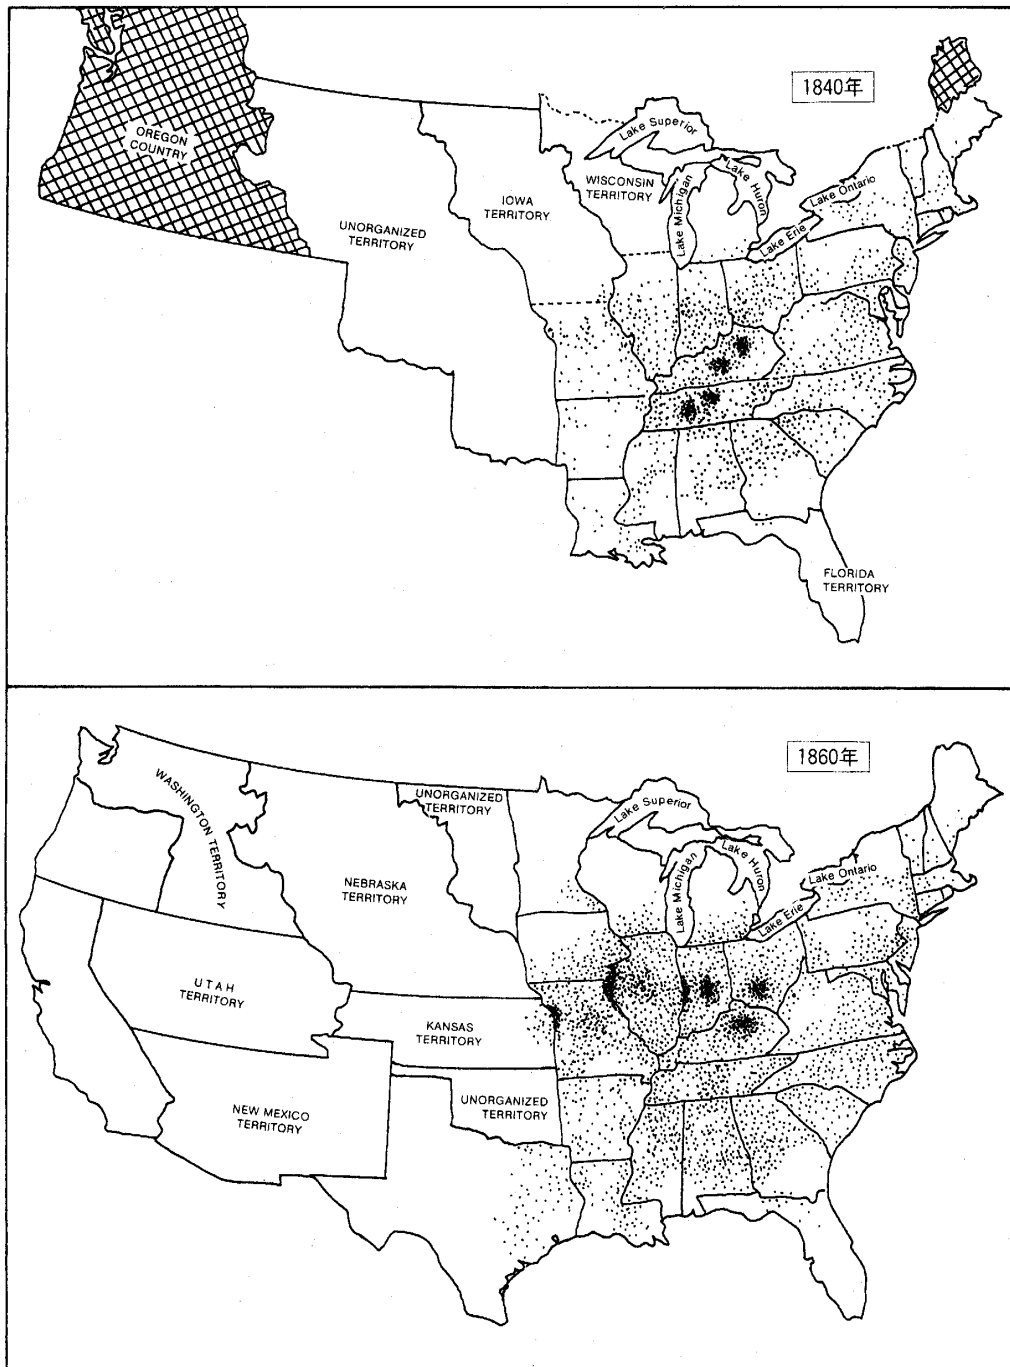 1840年
OREGON
COUNTRY
UNORGANIZED
TERRITORY
IOWA
TERRITORY
WISCONSIN
TERRITORY
Lake Superior
Lake Michigan
Lake Huron
Lake Erie
Lake Ontario
FLORIDA
TERRITORY
1860年
WASHINGTON TERRITORY
UNORGANIZED
TERRITORY
NEBRASKA
TERRITORY
UTAH
TERRITORY
KANSAS
TERRITORY
NEW MEXICO
TERRITORY
UNORGANIZED
TERRITORY
Lake Superior
Lake Michigan
Lake Huron
Lake Erie
Lake Ontario